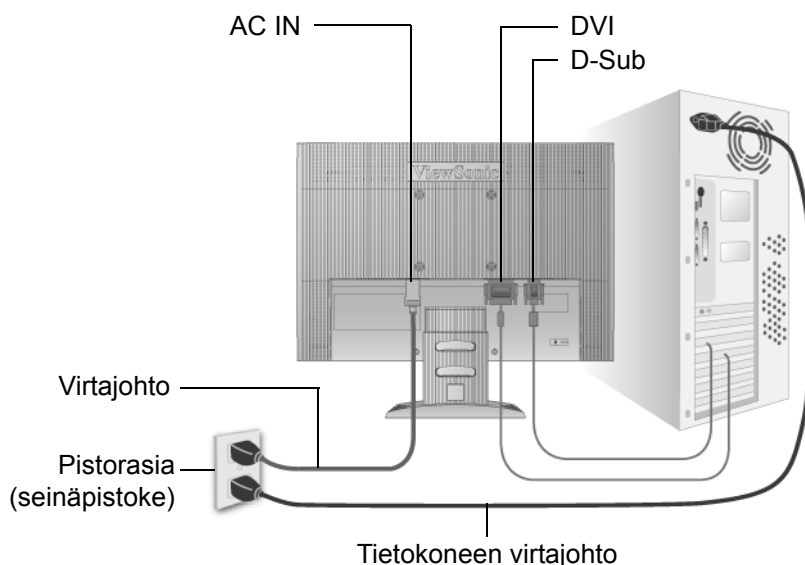 AC IN
DVI
D-Sub
ViewSonic
Virtajohto
Pistorasia
(seinäpistoke)
Tietokoneen virtajohto